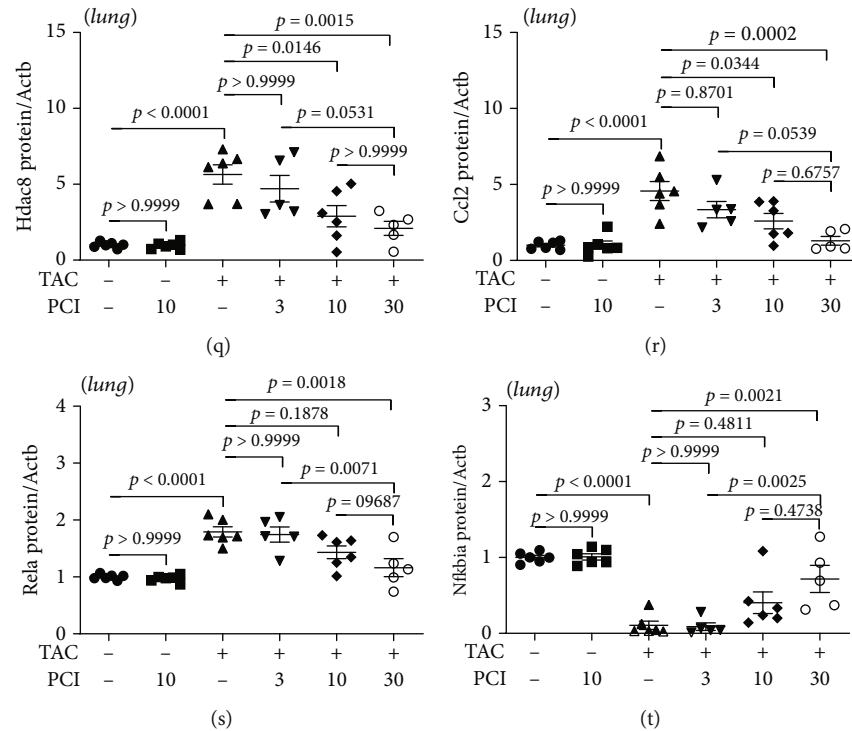 (lung)
Hdac8 protein/Actb
15
10
5
0
p = 0.0015
p = 0.0146
p > 0.9999
p < 0.0001
p = 0.0531
p > 0.9999
p > 0.9999
TAC – – + + + +
PCI – 10 – 3 10 30
(q)
(lung)
Ccl2 protein/Actb
15
10
5
0
p = 0.0002
p = 0.0344
p = 0.8701
p < 0.0001
p = 0.0539
p > 0.9999
p = 0.6757
TAC – – + + + +
PCI – 10 – 3 10 30
(r)
(lung)
Rela protein/Actb
4
3
2
1
0
p = 0.0018
p = 0.1878
p > 0.9999
p < 0.0001
p = 0.0071
p = 09687
p > 0.9999
TAC – – + + + +
PCI – 10 – 3 10 30
(s)
(lung)
Nfkbia protein/Actb
3
2
1
0
p = 0.0021
p = 0.4811
p > 0.9999
p < 0.0001
p = 0.0025
p > 0.9999
p = 0.4738
TAC – – + + + +
PCI – 10 – 3 10 30
(t)